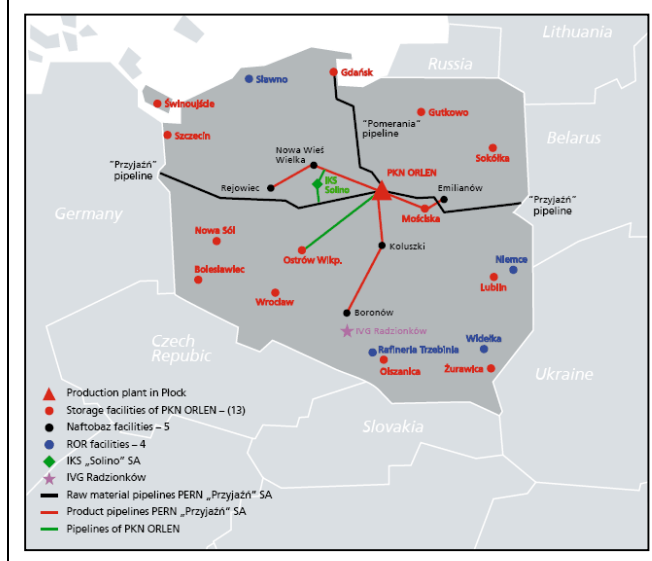 Lithuania
Russia
Gdańsk
Sławno
Świnoujście
"Pomerania"
pipeline
Gutkowo
Belarus
Szczecin
Nowa Wieś
Wielka
Sokółka
"Przyjaźń"
pipeline
PKN ORLEN
IKS
Solino
Rejowiec
Emilianów
"Przyjaźń"
pipeline
Mościska
Germany
Nowa Sól
Koluszki
Ostrów Wlkp.
Niemce
Bolesławiec
Lublin
Wrocław
Boronów
IVG Radzionków
Czech
Repubic
Widełka
Rafineria Trzebinia
Olszanica
Żurawica
Ukraine
Slovakia
Production plant in Płock
Storage facilities of PKN ORLEN – (13)
Naftobaz facilities – 5
ROR facilities – 4
IKS „Solino" SA
IVG Radzionków
Raw material pipelines PERN „Przyjaźń" SA
Product pipelines PERN „Przyjaźń" SA
Pipelines of PKN ORLEN